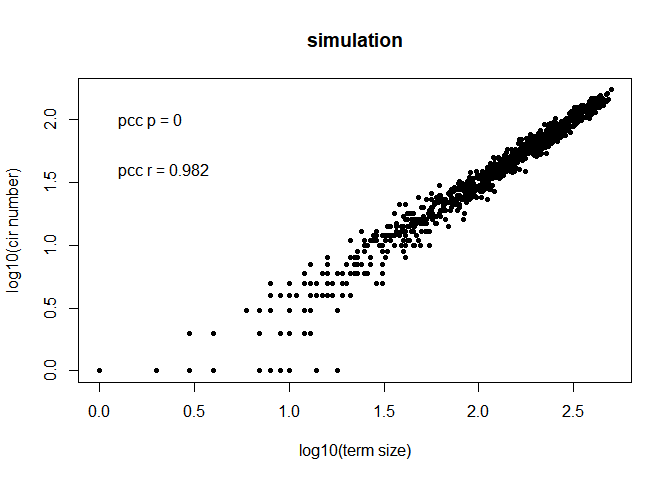 simulation
pcc p = 0
pcc r = 0.982
log10(cir number)
2.0
1.5
1.0
0.5
0.0
0.0 0.5 1.0 1.5 2.0 2.5
log10(term size)